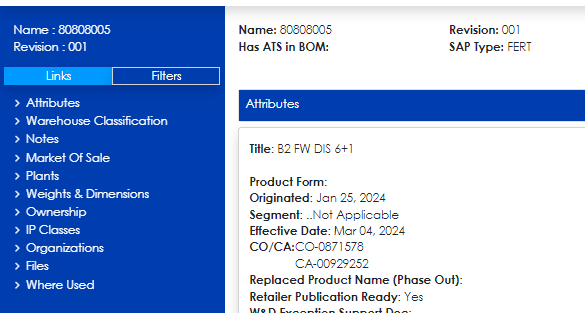 Name : 80808005
Revision : 001
Links
Filters
Attributes
Warehouse Classification
Notes
Market Of Sale
Plants
Weights & Dimensions
Ownership
IP Classes
Organizations
Files
Where Used
Name: 80808005
Revision: 001
Has ATS in BOM:
SAP Type: FERT
Attributes
Title: B2 FW DIS 6+1
Product Form:
Originated: Jan 25, 2024
Segment: ..Not Applicable
Effective Date: Mar 04, 2024
CO/CA:CO-0871578
CA-00929252
Replaced Product Name (Phase Out):
Retailer Publication Ready: Yes
W&D Exception Support Doc: